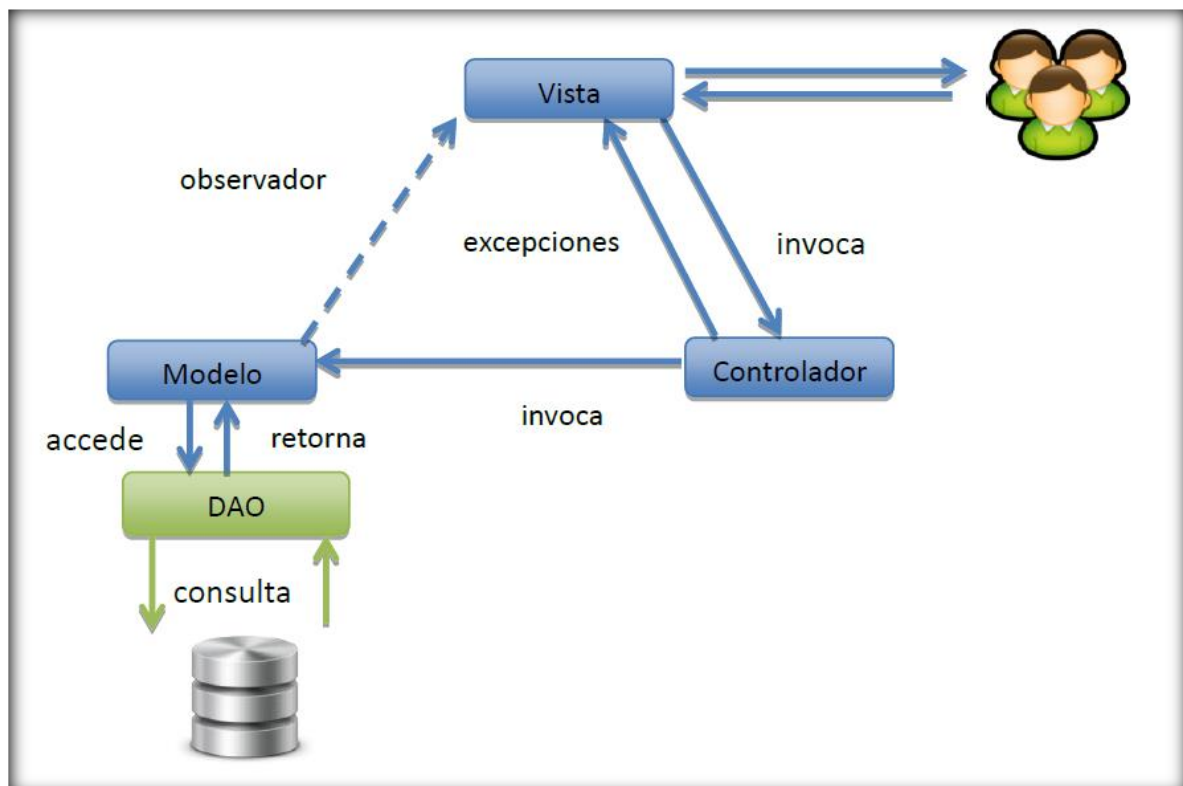 Vista
observador
excepciones
invoca
Modelo
Controlador
invoca
accede
retorna
DAO
consulta